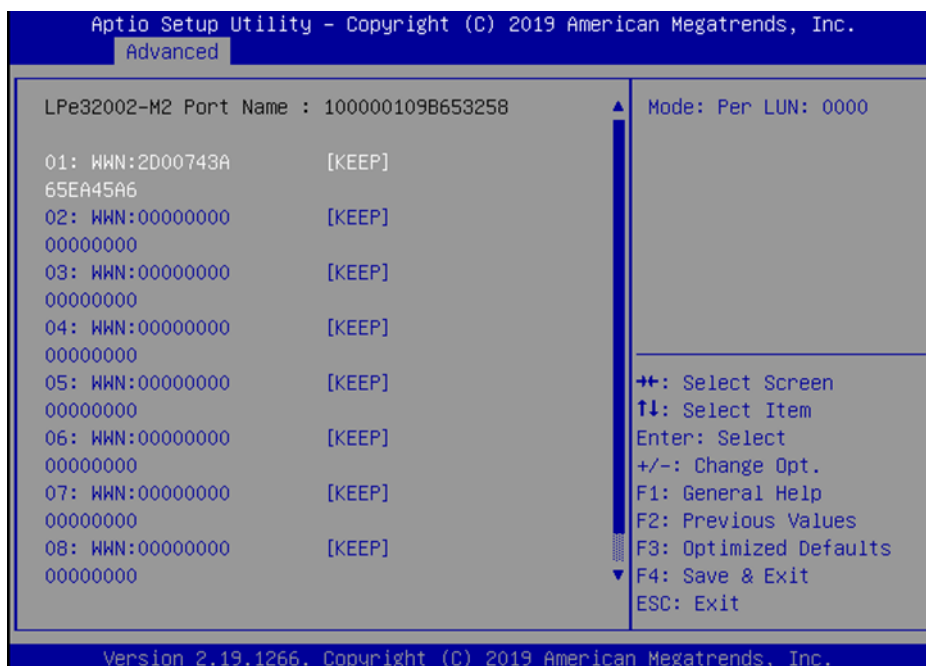 Aptio Setup Utility – Copyright (C) 2019 American Megatrends, Inc.
Advanced
LPe32002-M2 Port Name : 100000109B653258
01: WWN:2D00743A [KEEP]
65EA45A6
02: WWN:00000000 [KEEP]
00000000
03: WWN:00000000 [KEEP]
00000000
04: WWN:00000000 [KEEP]
00000000
05: WWN:00000000 [KEEP]
00000000
06: WWN:00000000 [KEEP]
00000000
07: WWN:00000000 [KEEP]
00000000
08: WWN:00000000 [KEEP]
00000000
Mode: Per LUN: 0000
→←: Select Screen
↑↓: Select Item
Enter: Select
+/-: Change Opt.
F1: General Help
F2: Previous Values
F3: Optimized Defaults
F4: Save & Exit
ESC: Exit
Version 2.19.1266. Copyright (C) 2019 American Megatrends, Inc.